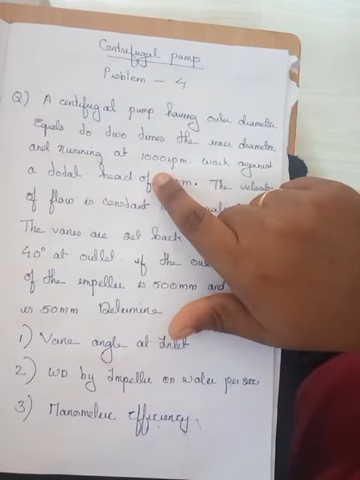 Centrifugal pump
Problem - 4
Q) A centifugal pump having outer diameter
Equals to two times the inner diameter
and running at 1000rpm. work against
a total head of m. The
of flow is constant
The vanes are set back
40° at outlet. if the
of the impeller is 500mm and
is 50mm Determine
1) Vane angle at Inlet
2) WD by Impeller on water per sec
3) Manometric efficiency